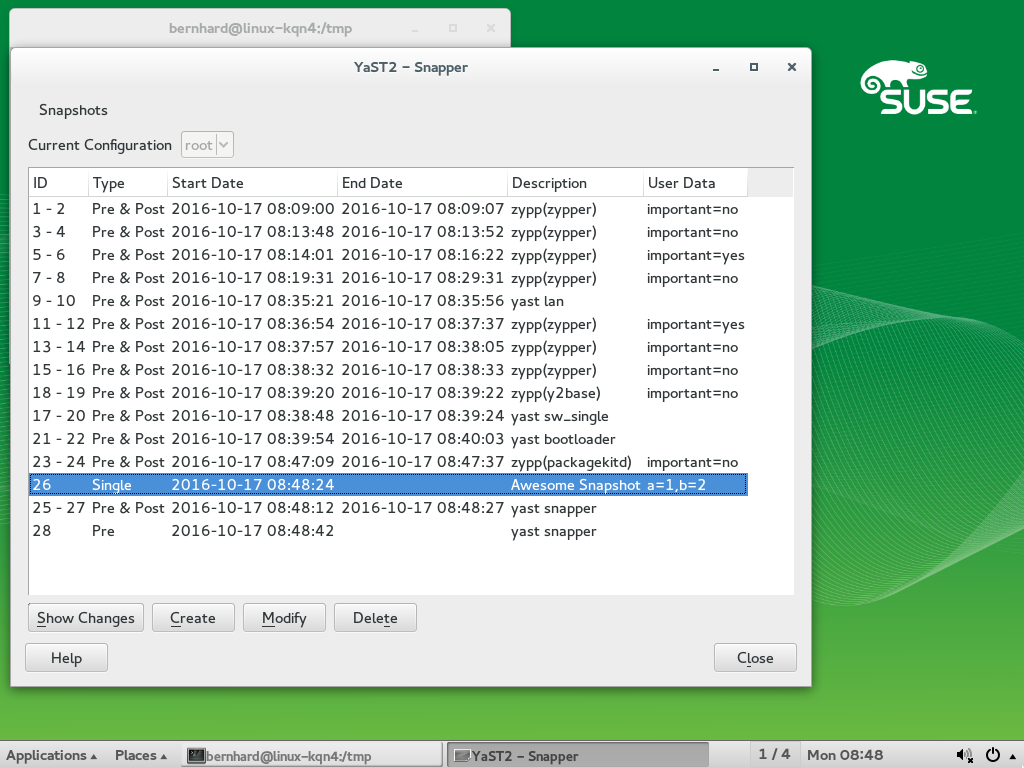 bernhard@linux-kqn4:/tmp
YaST2 - Snapper
SUSE
Snapshots
Current Configuration root
ID Type Start Date End Date Description User Data
1 - 2 Pre & Post 2016-10-17 08:09:00 2016-10-17 08:09:07 zypp(zypper) important=no
3 - 4 Pre & Post 2016-10-17 08:13:48 2016-10-17 08:13:52 zypp(zypper) important=no
5 - 6 Pre & Post 2016-10-17 08:14:01 2016-10-17 08:16:22 zypp(zypper) important=yes
7 - 8 Pre & Post 2016-10-17 08:19:31 2016-10-17 08:29:31 zypp(zypper) important=no
9 - 10 Pre & Post 2016-10-17 08:35:21 2016-10-17 08:35:56 yast lan
11 - 12 Pre & Post 2016-10-17 08:36:54 2016-10-17 08:37:37 zypp(zypper) important=yes
13 - 14 Pre & Post 2016-10-17 08:37:57 2016-10-17 08:38:05 zypp(zypper) important=no
15 - 16 Pre & Post 2016-10-17 08:38:32 2016-10-17 08:38:33 zypp(zypper) important=no
18 - 19 Pre & Post 2016-10-17 08:39:20 2016-10-17 08:39:22 zypp(y2base) important=no
17 - 20 Pre & Post 2016-10-17 08:38:48 2016-10-17 08:39:24 yast sw_single
21 - 22 Pre & Post 2016-10-17 08:39:54 2016-10-17 08:40:03 yast bootloader
23 - 24 Pre & Post 2016-10-17 08:47:09 2016-10-17 08:47:37 zypp(packagekitd) important=no
26 Single 2016-10-17 08:48:24 Awesome Snapshot a=1,b=2
25 - 27 Pre & Post 2016-10-17 08:48:12 2016-10-17 08:48:27 yast snapper
28 Pre 2016-10-17 08:48:42 yast snapper
Show Changes Create Modify Delete
Help Close
Applications Places bernhard@linux-kqn4:/tmp YaST2 - Snapper 1 / 4 Mon 08:48